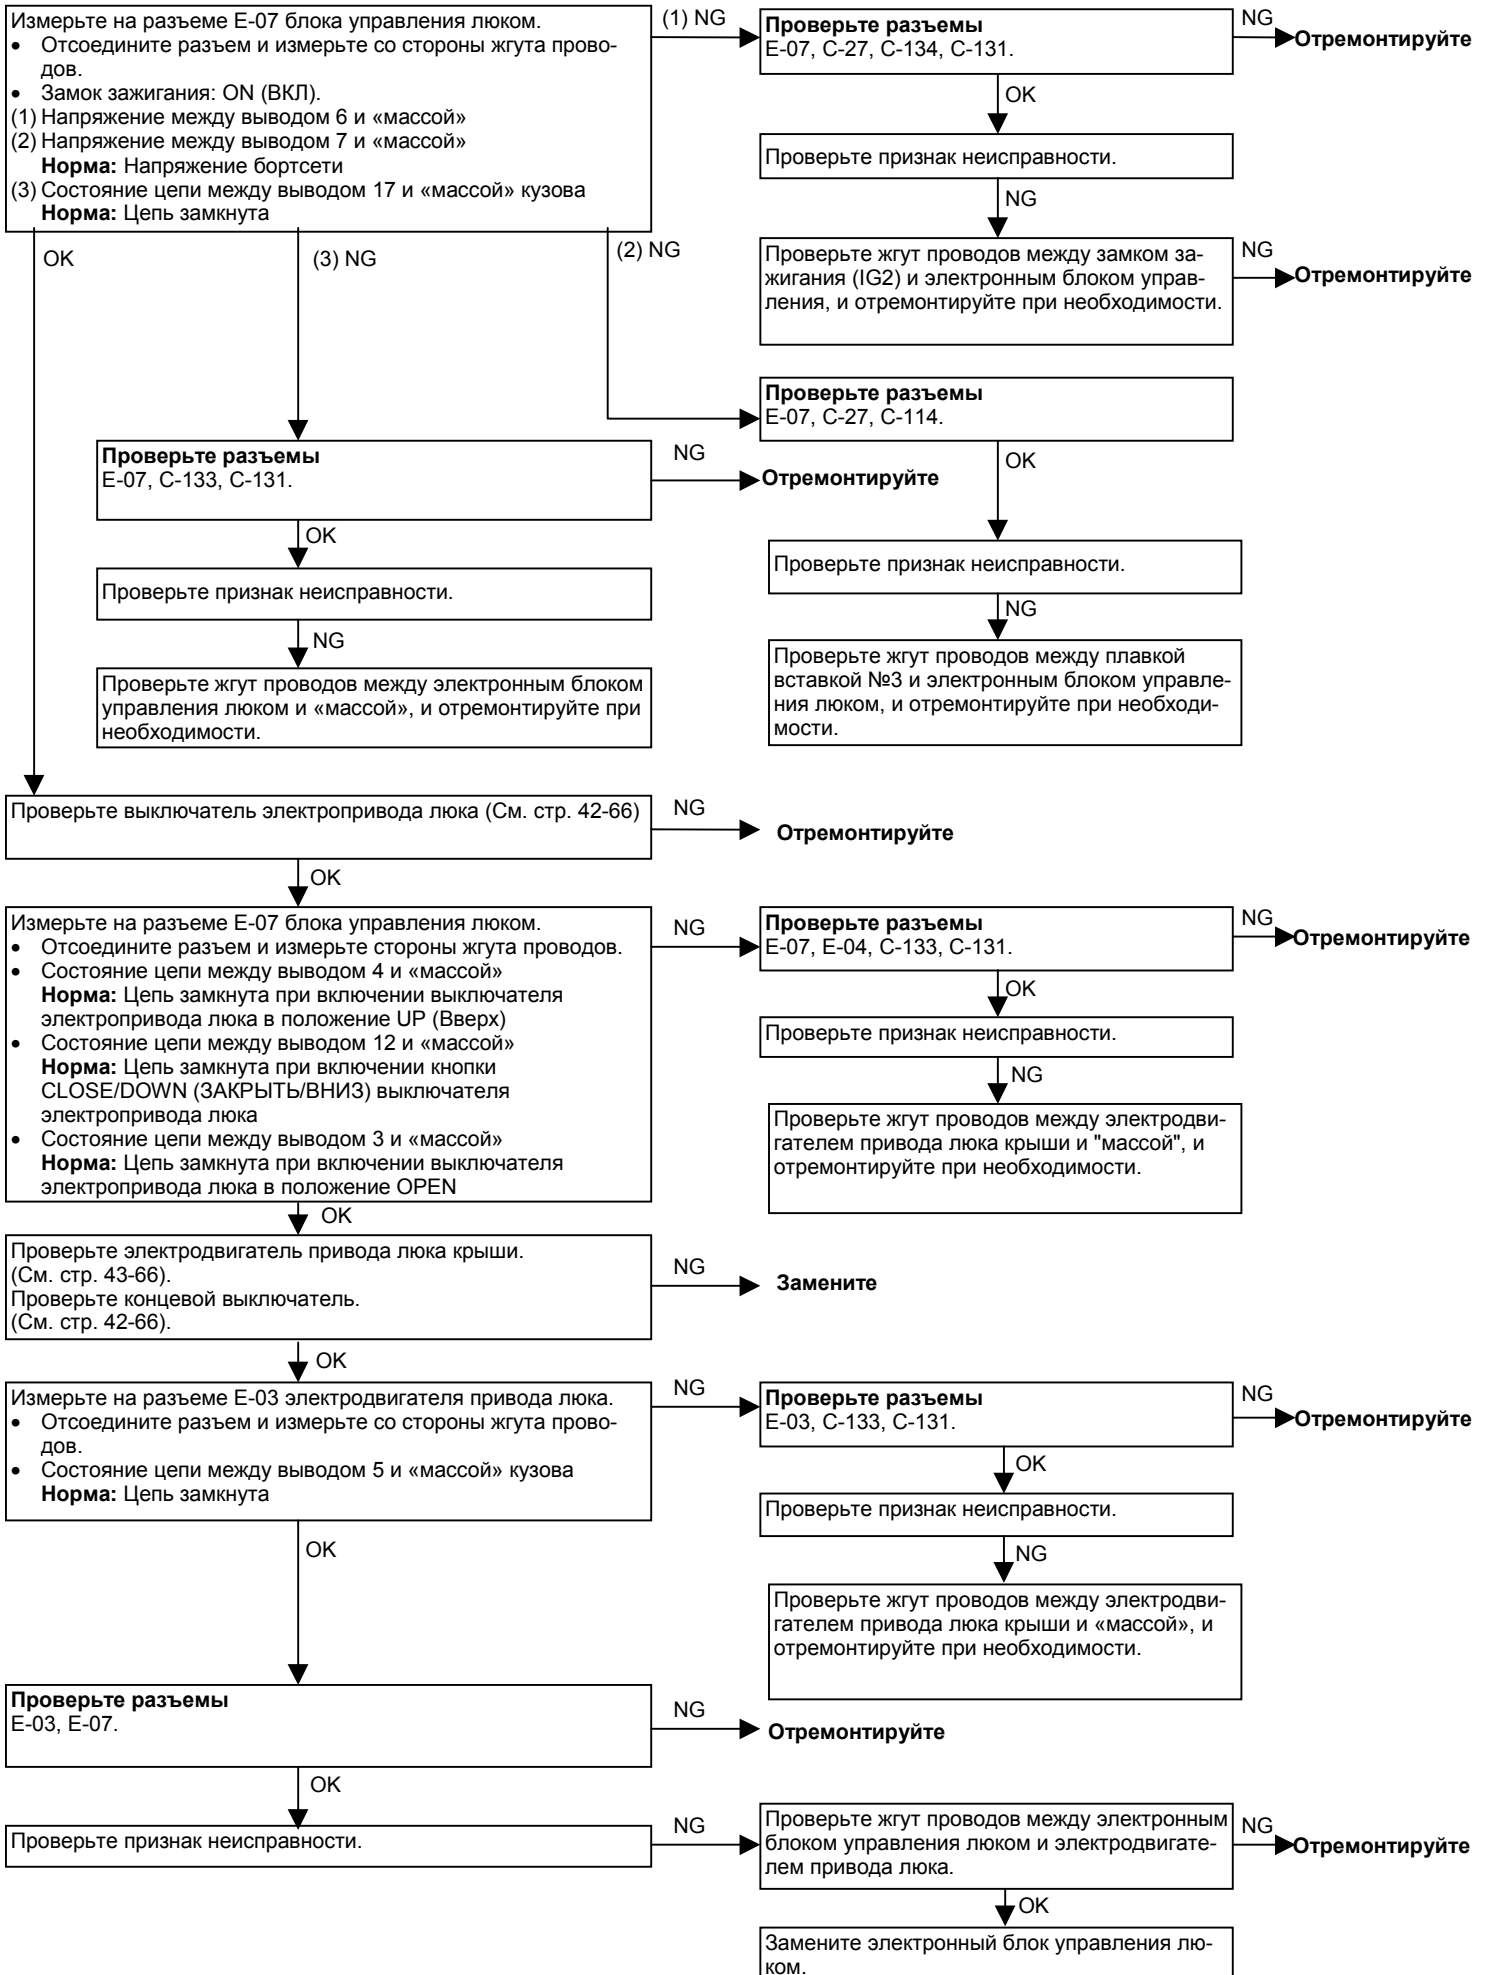 Измерьте на разъеме E-07 блока управления люком.
• Отсоедините разъем и измерьте со стороны жгута прово-
дов.
• Замок зажигания: ON (ВКЛ).
(1) Напряжение между выводом 6 и «массой»
(2) Напряжение между выводом 7 и «массой»
Норма: Напряжение бортсети
(3) Состояние цепи между выводом 17 и «массой» кузова
Норма: Цепь замкнута
(1) NG
Проверьте разъемы
E-07, C-27, C-134, C-131.
NG
Отремонтируйте
OK
Проверьте признак неисправности.
NG
Проверьте жгут проводов между замком за-
жигания (IG2) и электронным блоком управ-
ления, и отремонтируйте при необходимости.
NG
Отремонтируйте
OK
(3) NG
(2) NG
Проверьте разъемы
E-07, C-27, C-114.
OK
Проверьте признак неисправности.
NG
Проверьте жгут проводов между плавкой
вставкой №3 и электронным блоком управле-
ния люком, и отремонтируйте при необходи-
мости.
Проверьте разъемы
E-07, C-133, C-131.
NG
Отремонтируйте
OK
Проверьте признак неисправности.
NG
Проверьте жгут проводов между электронным блоком
управления люком и «массой», и отремонтируйте при
необходимости.
Проверьте выключатель электропривода люка (См. стр. 42-66)
NG
Отремонтируйте
OK
Измерьте на разъеме E-07 блока управления люком.
• Отсоедините разъем и измерьте стороны жгута проводов.
• Состояние цепи между выводом 4 и «массой»
Норма: Цепь замкнута при включении выключателя
электропривода люка в положение UP (Вверх)
• Состояние цепи между выводом 12 и «массой»
Норма: Цепь замкнута при включении кнопки
CLOSE/DOWN (ЗАКРЫТЬ/ВНИЗ) выключателя
электропривода люка
• Состояние цепи между выводом 3 и «массой»
Норма: Цепь замкнута при включении выключателя
электропривода люка в положение OPEN
NG
Проверьте разъемы
E-07, E-04, C-133, C-131.
NG
Отремонтируйте
OK
Проверьте признак неисправности.
NG
Проверьте жгут проводов между электродви-
гателем привода люка крыши и "массой", и
отремонтируйте при необходимости.
OK
Проверьте электродвигатель привода люка крыши.
(См. стр. 43-66).
Проверьте концевой выключатель.
(См. стр. 42-66).
NG
Замените
OK
Измерьте на разъеме E-03 электродвигателя привода люка.
• Отсоедините разъем и измерьте со стороны жгута прово-
дов.
• Состояние цепи между выводом 5 и «массой» кузова
Норма: Цепь замкнута
NG
Проверьте разъемы
E-03, C-133, C-131.
NG
Отремонтируйте
OK
Проверьте признак неисправности.
NG
Проверьте жгут проводов между электродви-
гателем привода люка крыши и «массой», и
отремонтируйте при необходимости.
OK
Проверьте разъемы
E-03, E-07.
NG
Отремонтируйте
OK
Проверьте признак неисправности.
NG
Проверьте жгут проводов между электронным
блоком управления люком и электродвигате-
лем привода люка.
NG
Отремонтируйте
OK
Замените электронный блок управления лю-
ком.